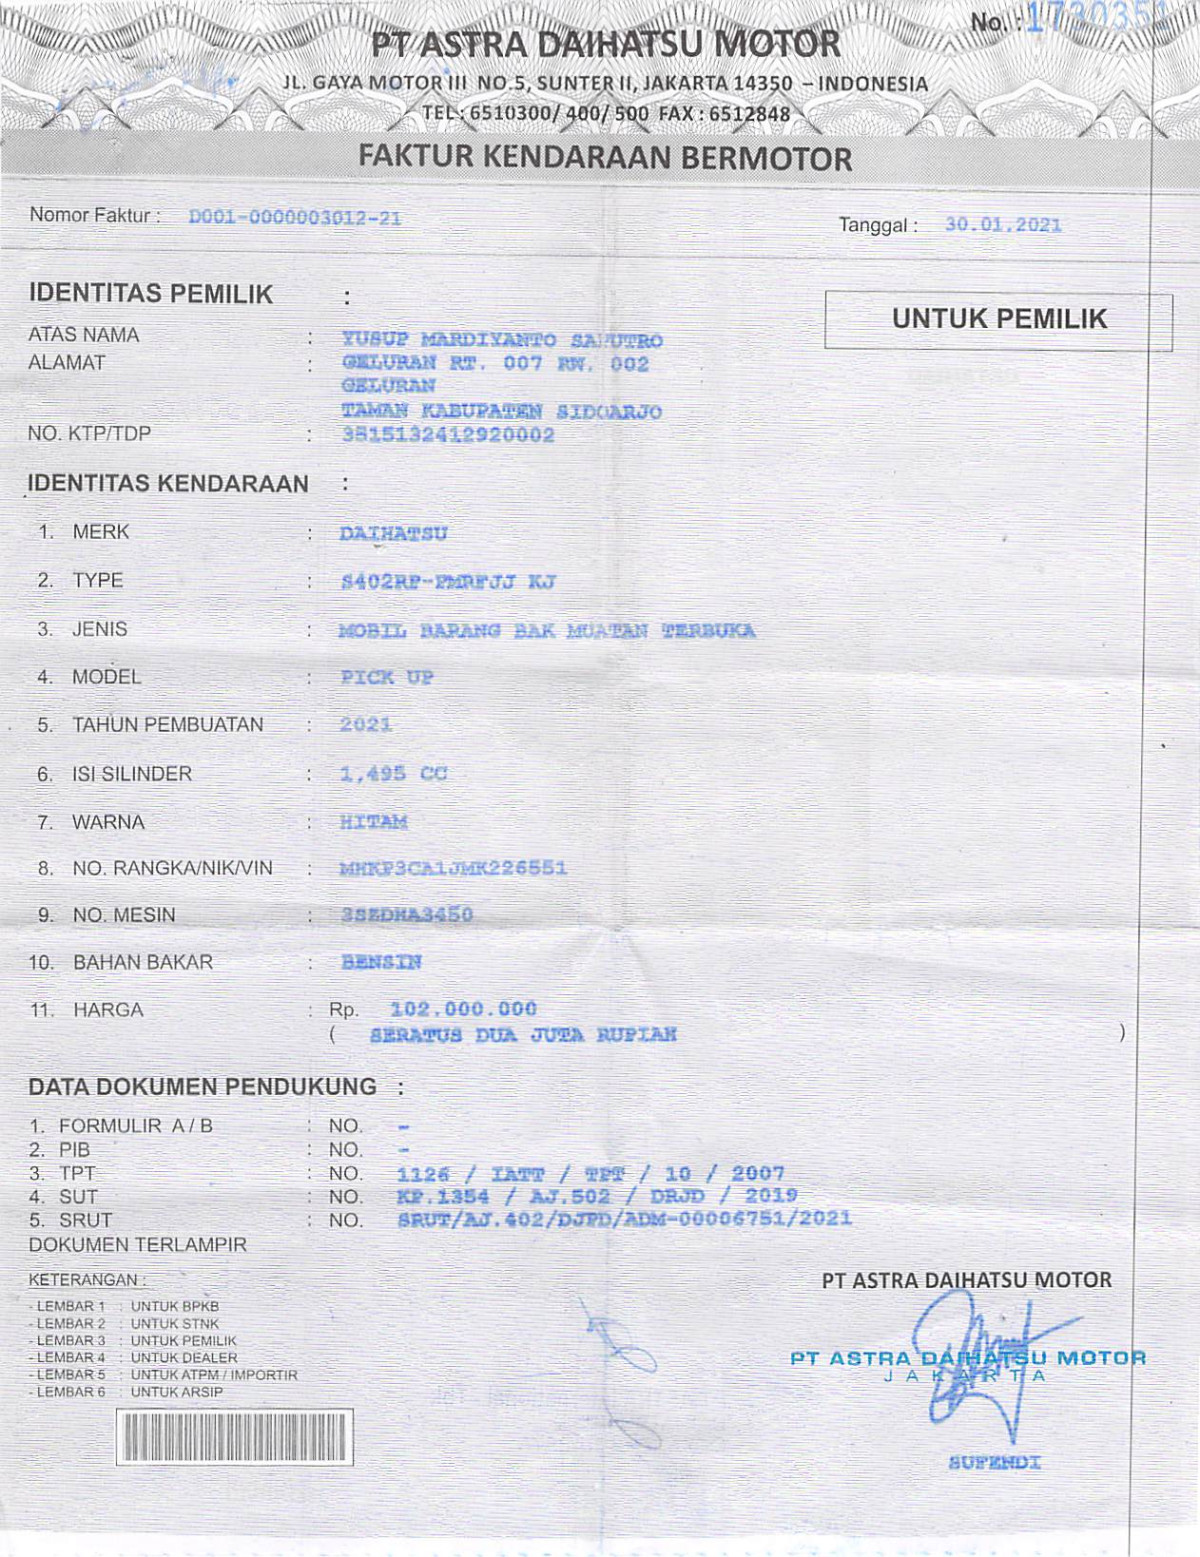 No. : 1730351
PT ASTRA DAIHATSU MOTOR
JL. GAYA MOTOR III NO.5, SUNTER II, JAKARTA 14350 – INDONESIA
TEL : 6510300/ 400/ 500 FAX : 6512848
FAKTUR KENDARAAN BERMOTOR
Nomor Faktur : D001-0000003012-21
Tanggal : 30.01.2021
IDENTITAS PEMILIK :
UNTUK PEMILIK
ATAS NAMA : YUSUP MARDIYANTO SAPUTRO
ALAMAT : GELURAN RT. 007 RW. 002
GELURAN
TAMAN KABUPATEN SIDOARJO
NO. KTP/TDP : 3515132412920002
IDENTITAS KENDARAAN :
1. MERK : DAIHATSU
2. TYPE : S402RP-PMRFJJ KJ
3. JENIS : MOBIL BARANG BAK MUATAN TERBUKA
4. MODEL : PICK UP
5. TAHUN PEMBUATAN : 2021
6. ISI SILINDER : 1,495 CC
7. WARNA : HITAM
8. NO. RANGKA/NIK/VIN : MHKP3CA1JMK226551
9. NO. MESIN : 3SZDHA3450
10. BAHAN BAKAR : BENSIN
11. HARGA : Rp. 102.000.000
( SERATUS DUA JUTA RUPIAH )
DATA DOKUMEN PENDUKUNG :
1. FORMULIR A / B : NO. –
2. PIB : NO. –
3. TPT : NO. 1126 / IATT / TPT / 10 / 2007
4. SUT : NO. KP.1354 / AJ.502 / DRJD / 2019
5. SRUT : NO. SRUT/AJ.402/DJPD/ADM-00006751/2021
DOKUMEN TERLAMPIR
KETERANGAN :
- LEMBAR 1 : UNTUK BPKB
- LEMBAR 2 : UNTUK STNK
- LEMBAR 3 : UNTUK PEMILIK
- LEMBAR 4 : UNTUK DEALER
- LEMBAR 5 : UNTUK ATPM / IMPORTIR
- LEMBAR 6 : UNTUK ARSIP
PT ASTRA DAIHATSU MOTOR
PT ASTRA DAIHATSU MOTOR
JAKARTA
SUPENDI